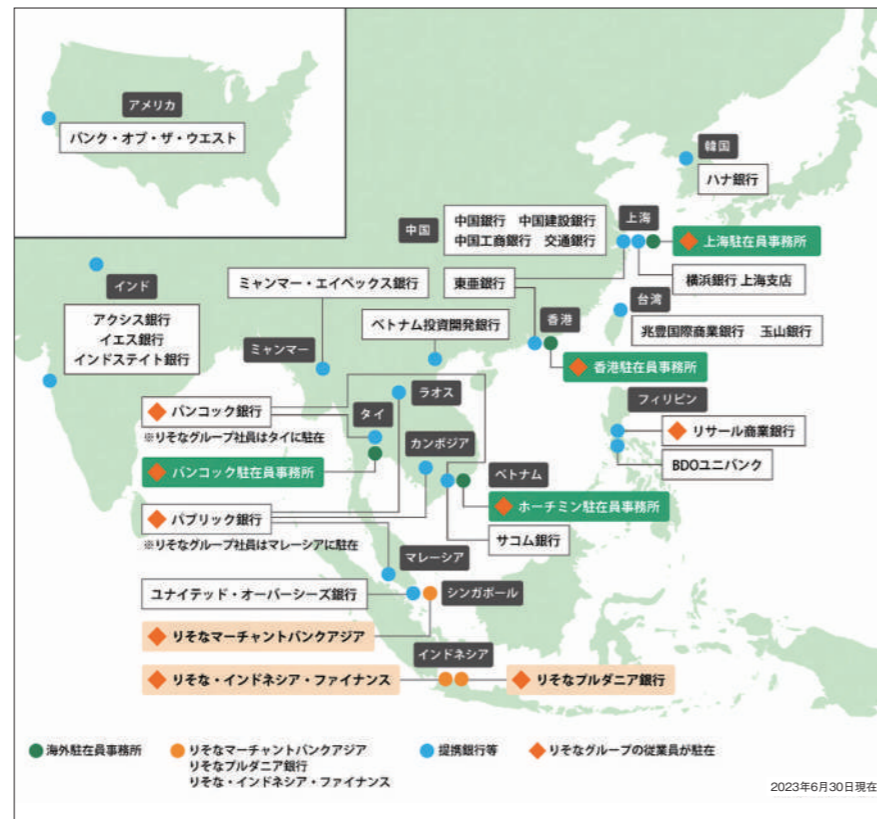 アメリカ
バンク・オブ・ザ・ウエスト
韓国
ハナ銀行
中国
中国銀行 中国建設銀行
中国工商銀行 交通銀行
上海
上海駐在員事務所
横浜銀行 上海支店
インド
アクシス銀行
イエス銀行
インドステイト銀行
ミャンマー・エイペックス銀行
ミャンマー
東亜銀行
ベトナム投資開発銀行
香港
香港駐在員事務所
台湾
兆豊国際商業銀行 玉山銀行
フィリピン
リサール商業銀行
BDOユニバンク
ラオス
バンコック銀行
※りそなグループ社員はタイに駐在
タイ
バンコック駐在員事務所
カンボジア
ベトナム
ホーチミン駐在員事務所
サコム銀行
パブリック銀行
※りそなグループ社員はマレーシアに駐在
マレーシア
ユナイテッド・オーバーシーズ銀行
シンガポール
りそなマーチャントバンクアジア
インドネシア
りそな・インドネシア・ファイナンス
りそなプルダニア銀行
海外駐在員事務所
りそなマーチャントバンクアジア
りそなプルダニア銀行
りそな・インドネシア・ファイナンス
提携銀行等
りそなグループの従業員が駐在
2023年6月30日現在